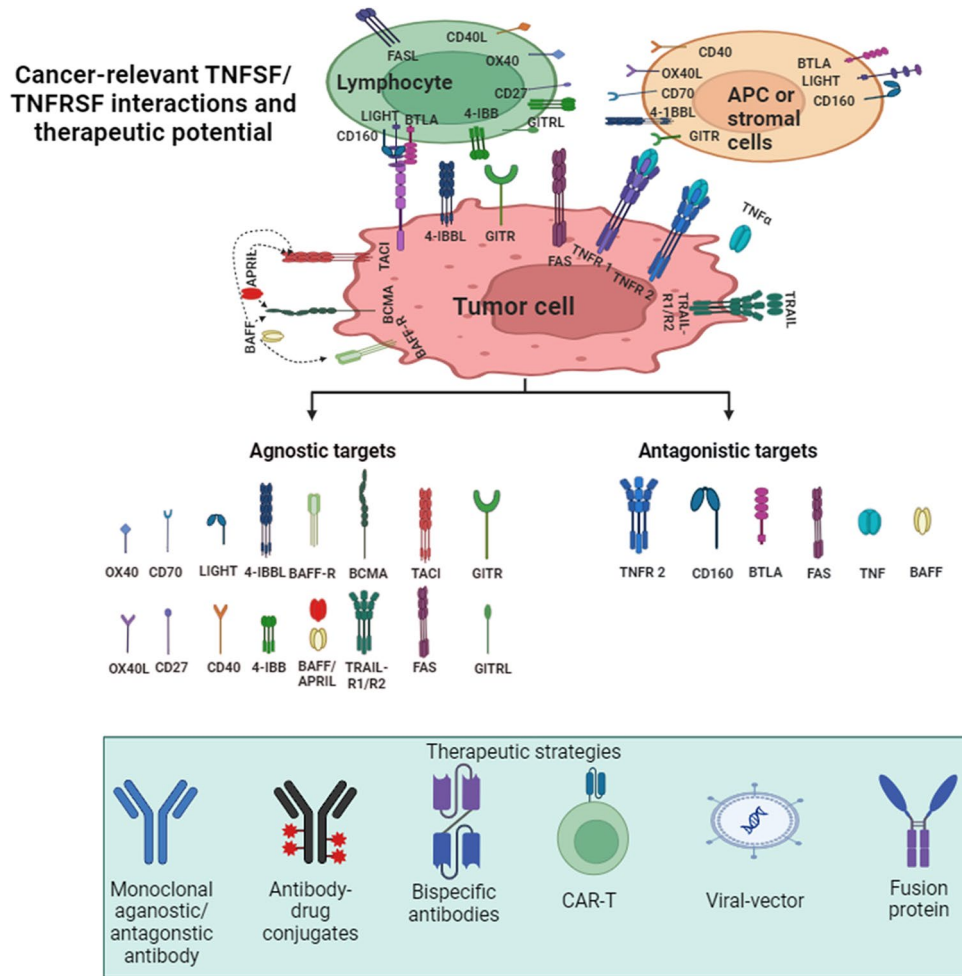 Cancer-relevant TNFSF/
TNFRSF interactions and
therapeutic potential
FASL
CD40L
OX40
Lymphocyte
CD27
LIGHT
BTLA
4-IBB
GITRL
CD160
CD40
OX40L
CD70
4-1BBL
GITR
BTLA
LIGHT
CD160
APC or
stromal
cells
4-IBBL
GITR
FAS
TNFR 1
TNFR 2
TNFα
TACI
APRIL
BCMA
BAFF
BAFF-R
Tumor cell
TRAIL-
R1/R2
TRAIL
Agnostic targets
Antagonistic targets
OX40 CD70 LIGHT 4-IBBL BAFF-R BCMA TACI GITR
TNFR 2 CD160 BTLA FAS TNF BAFF
OX40L CD27 CD40 4-IBB BAFF/ TRAIL- FAS GITRL
APRIL R1/R2
Therapeutic strategies
Monoclonal
aganostic/
antagonstic
antibody
Antibody-
drug
conjugates
Bispecific
antibodies
CAR-T
Viral-vector
Fusion
protein